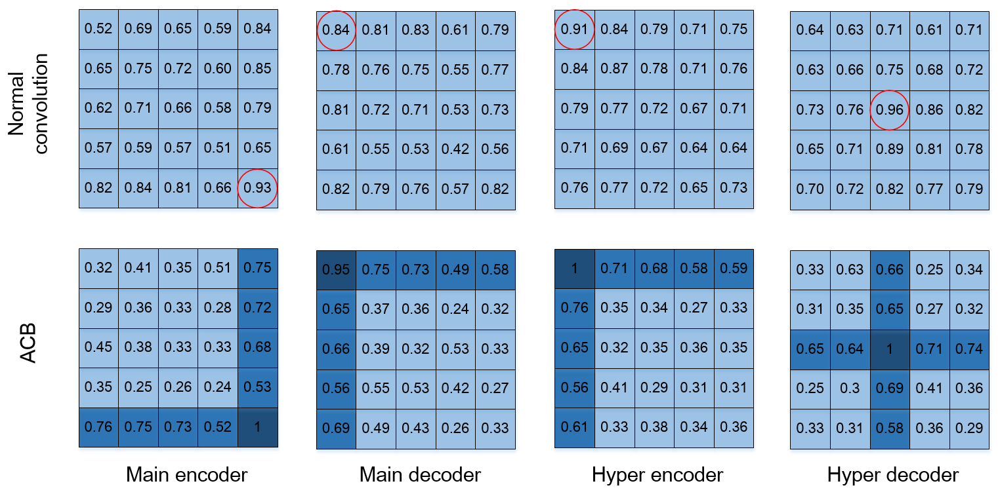 Normal
convolution
0.52 0.69 0.65 0.59 0.84
0.65 0.75 0.72 0.60 0.85
0.62 0.71 0.66 0.58 0.79
0.57 0.59 0.57 0.51 0.65
0.82 0.84 0.81 0.66 0.93
0.84 0.81 0.83 0.61 0.79
0.78 0.76 0.75 0.55 0.77
0.81 0.72 0.71 0.53 0.73
0.61 0.55 0.53 0.42 0.56
0.82 0.79 0.76 0.57 0.82
0.91 0.84 0.79 0.71 0.75
0.84 0.87 0.78 0.71 0.76
0.79 0.77 0.72 0.67 0.71
0.71 0.69 0.67 0.64 0.64
0.76 0.77 0.72 0.65 0.73
0.64 0.63 0.71 0.61 0.71
0.63 0.66 0.75 0.68 0.72
0.73 0.76 0.96 0.86 0.82
0.65 0.71 0.89 0.81 0.78
0.70 0.72 0.82 0.77 0.79
ACB
0.32 0.41 0.35 0.51 0.75
0.29 0.36 0.33 0.28 0.72
0.45 0.38 0.33 0.33 0.68
0.35 0.25 0.26 0.24 0.53
0.76 0.75 0.73 0.52 1
0.95 0.75 0.73 0.49 0.58
0.65 0.37 0.36 0.24 0.32
0.66 0.39 0.32 0.53 0.33
0.56 0.55 0.53 0.42 0.27
0.69 0.49 0.43 0.26 0.33
1 0.71 0.68 0.58 0.59
0.76 0.35 0.34 0.27 0.33
0.65 0.32 0.35 0.36 0.35
0.56 0.41 0.29 0.31 0.31
0.61 0.33 0.38 0.34 0.36
0.33 0.63 0.66 0.25 0.34
0.31 0.35 0.65 0.27 0.32
0.65 0.64 1 0.71 0.74
0.25 0.3 0.69 0.41 0.36
0.33 0.31 0.58 0.36 0.29
Main encoder
Main decoder
Hyper encoder
Hyper decoder